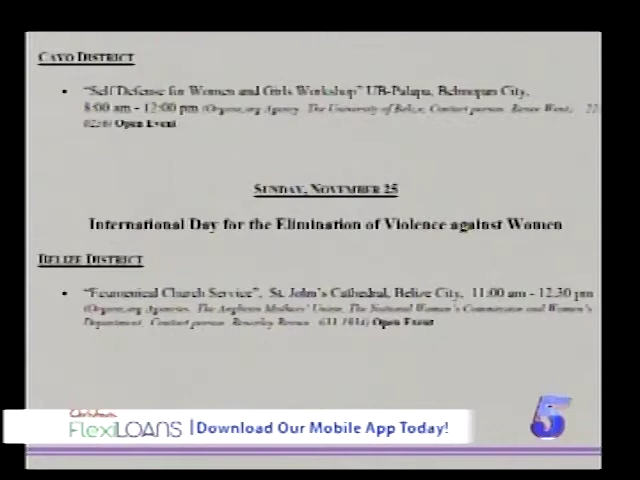 CAYO DISTRICT
• "Self Defense for Women and Girls Workshop" UB-Palapa, Belmopan City,
8:00 am - 12:00 pm (Organizing Agency: The University of Belize, Contact person: Renee West,
0256) Open Event
SUNDAY, NOVEMBER 25
International Day for the Elimination of Violence against Women
BELIZE DISTRICT
• "Ecumenical Church Service", St. John's Cathedral, Belize City, 11:00 am - 12:30 pm
(Organizing Agencies: The Anglican Mothers' Union, The National Women's Commission and Women's
Department. Contact person: Beverley Open Event
Christmas
FlexiLOANS | Download Our Mobile App Today!
5